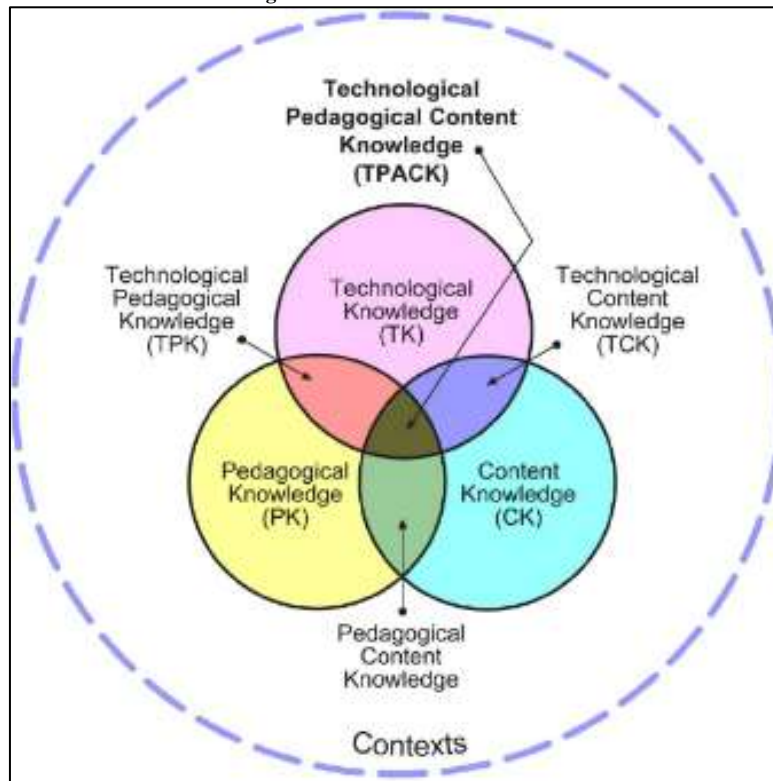 Technological
Pedagogical Content
Knowledge
(TPACK)
Technological
Pedagogical
Knowledge
(TPK)
Technological
Knowledge
(TK)
Technological
Content
Knowledge
(TCK)
Pedagogical
Knowledge
(PK)
Content
Knowledge
(CK)
Pedagogical
Content
Knowledge
Contexts